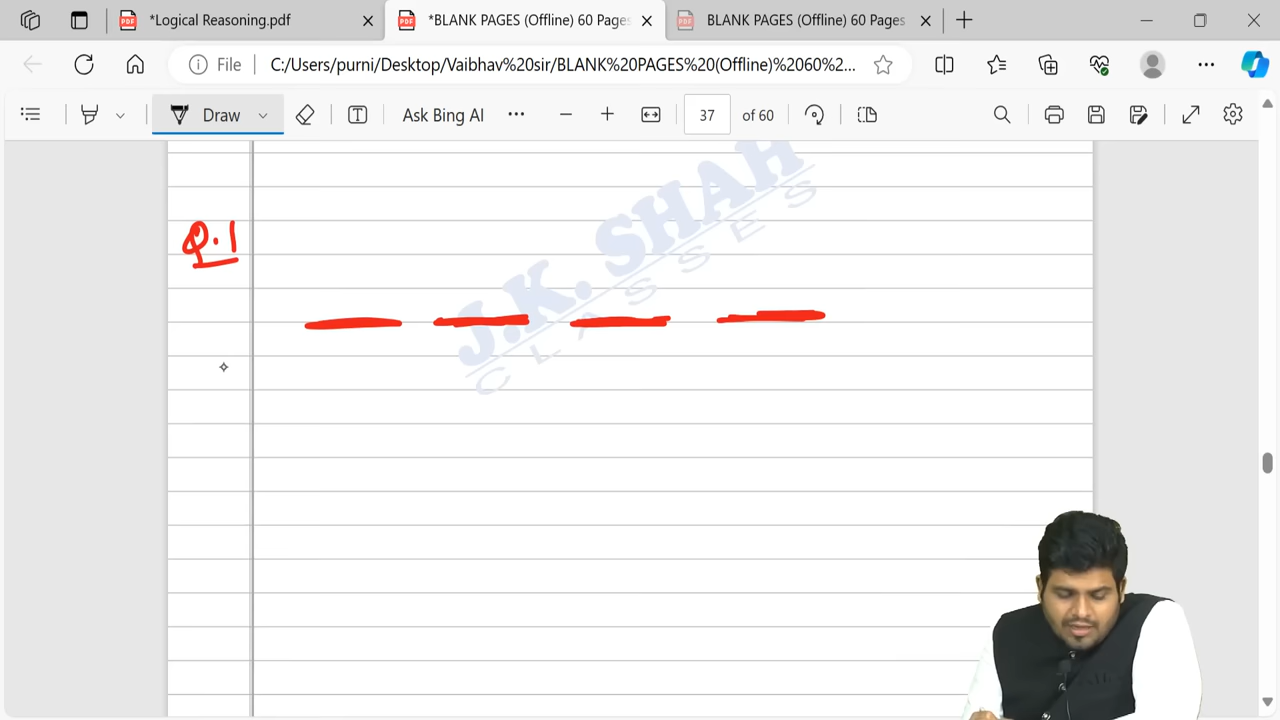 *Logical Reasoning.pdf
*BLANK PAGES (Offline) 60 Pages
BLANK PAGES (Offline) 60 Pages
File
C:/Users/purni/Desktop/Vaibhav%20sir/BLANK%20PAGES%20(Offline)%2060%2...
Draw
Ask Bing AI
37 of 60
J.K. SHAH
CLASSES
Q.1